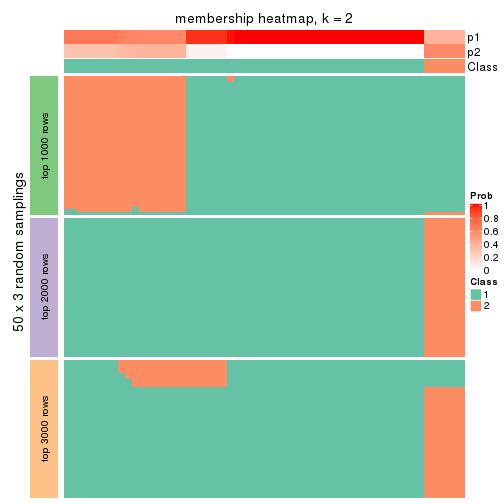 membership heatmap, k = 2
p1
p2
Class
50 x 3 random samplings
top 1000 rows
top 2000 rows
top 3000 rows
Prob
1
0.8
0.6
0.4
0.2
0
Class
1
2